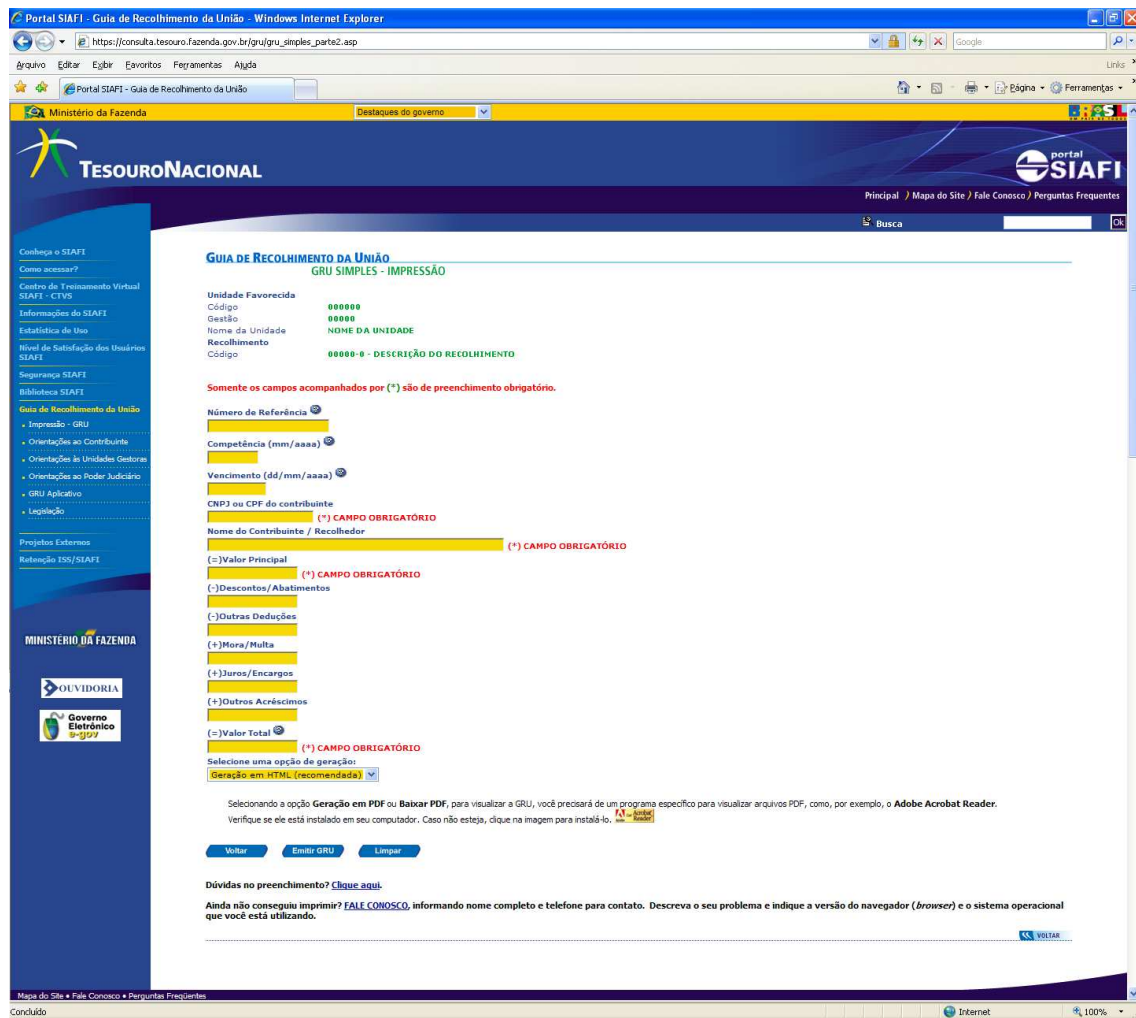 Portal SIAFI - Guia de Recolhimento da União - Windows Internet Explorer
https://consulta.tesouro.fazenda.gov.br/gru/gru_simples_parte2.asp
Google
Arquivo Editar Exibir Favoritos Ferramentas Ajuda
Links
Portal SIAFI - Guia de Recolhimento da União
Página
Ferramentas
Ministério da Fazenda
Destaques do governo
TESOURONACIONAL
portal
SIAFI
Principal ) Mapa do Site ) Fale Conosco ) Perguntas Frequentes
Busca
Ok
Conheça o SIAFI
Como acessar?
Centro de Treinamento Virtual
SIAFI - CTVS
Informações do SIAFI
Estatística de Uso
Nível de Satisfação dos Usuários
SIAFI
Segurança SIAFI
Biblioteca SIAFI
Guia de Recolhimento da União
Impressão - GRU
Orientações ao Contribuinte
Orientações às Unidades Gestoras
Orientações ao Poder Judiciário
GRU Aplicativo
Legislação
Projetos Externos
Retenção ISS/SIAFI
MINISTÉRIO DA FAZENDA
OUVIDORIA
Governo
Eletrônico
e-gov
GUIA DE RECOLHIMENTO DA UNIÃO
GRU SIMPLES - IMPRESSÃO
Unidade Favorecida
Código 000000
Gestão 00000
Nome da Unidade NOME DA UNIDADE
Recolhimento
Código 00000-0 - DESCRIÇÃO DO RECOLHIMENTO
Somente os campos acompanhados por (*) são de preenchimento obrigatório.
Número de Referência
Competência (mm/aaaa)
Vencimento (dd/mm/aaaa)
CNPJ ou CPF do contribuinte
(*) CAMPO OBRIGATÓRIO
Nome do Contribuinte / Recolhedor
(*) CAMPO OBRIGATÓRIO
(=)Valor Principal
(*) CAMPO OBRIGATÓRIO
(-)Descontos/Abatimentos
(-)Outras Deduções
(+)Mora/Multa
(+)Juros/Encargos
(+)Outros Acréscimos
(=)Valor Total
(*) CAMPO OBRIGATÓRIO
Selecione uma opção de geração:
Geração em HTML (recomendada)
Selecionando a opção Geração em PDF ou Baixar PDF, para visualizar a GRU, você precisará de um programa específico para visualizar arquivos PDF, como, por exemplo, o Adobe Acrobat Reader.
Verifique se ele está instalado em seu computador. Caso não esteja, clique na imagem para instalá-lo.
Voltar Emitir GRU Limpar
Dúvidas no preenchimento? Clique aqui.
Ainda não conseguiu imprimir? FALE CONOSCO, informando nome completo e telefone para contato. Descreva o seu problema e indique a versão do navegador (browser) e o sistema operacional
que você está utilizando.
VOLTAR
Mapa do Site • Fale Conosco • Perguntas Freqüentes
Concluído
Internet
100%